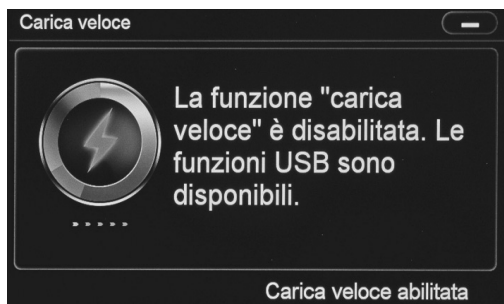 Carica veloce
La funzione "carica
veloce" è disabilitata. Le
funzioni USB sono
disponibili.
Carica veloce abilitata